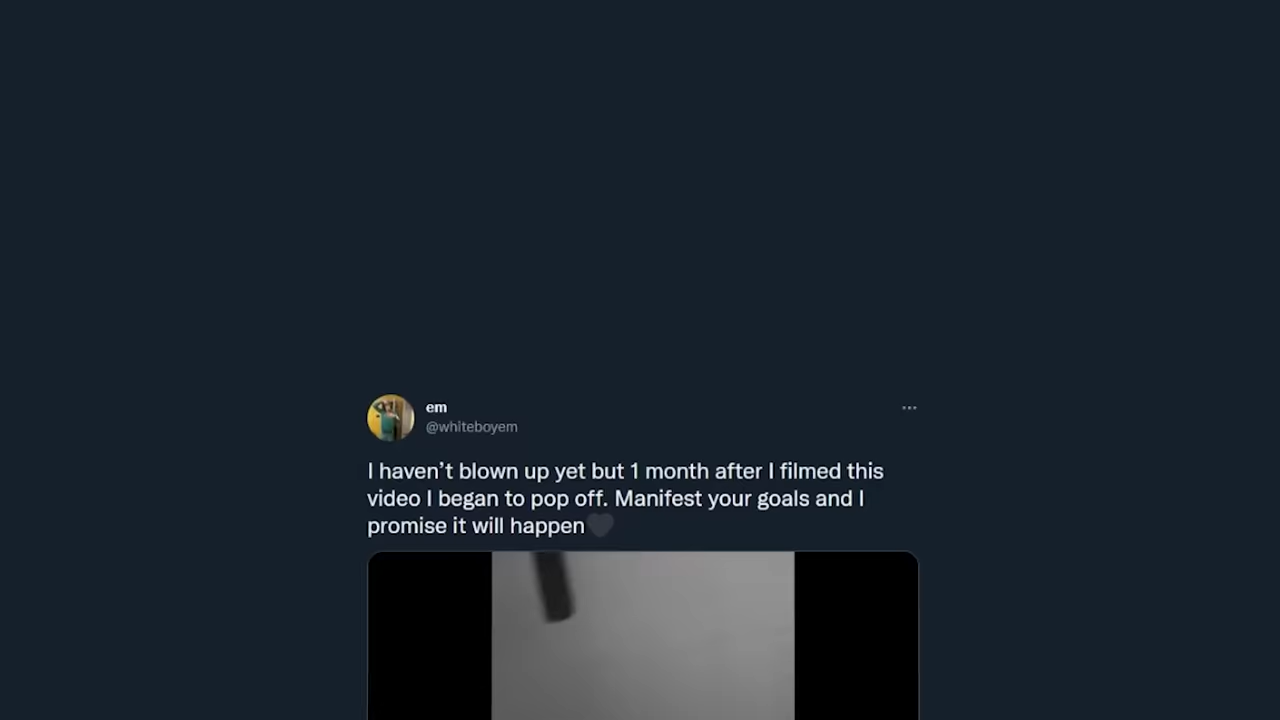 em
@whiteboyem
I haven’t blown up yet but 1 month after I filmed this
video I began to pop off. Manifest your goals and I
promise it will happen🖤